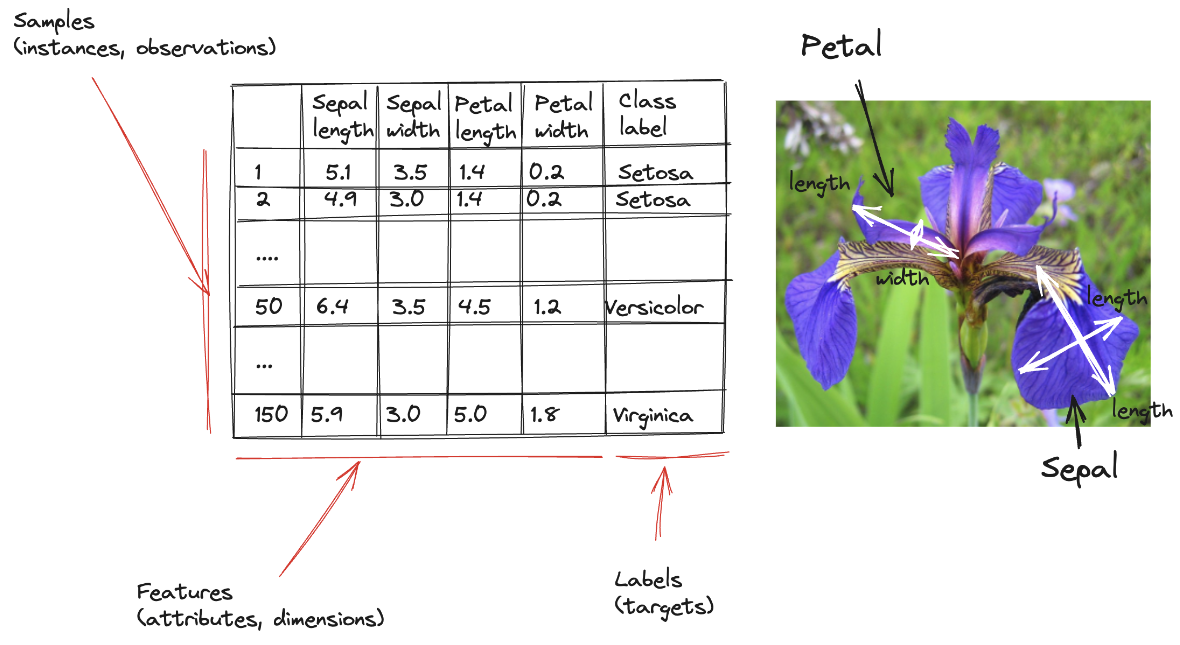 Samples
(instances, observations)
Sepal length Sepal width Petal length Petal width Class label
1 5.1 3.5 1.4 0.2 Setosa
2 4.9 3.0 1.4 0.2 Setosa
....
50 6.4 3.5 4.5 1.2 Versicolor
...
150 5.9 3.0 5.0 1.8 Virginica
Features
(attributes, dimensions)
Labels
(targets)
Petal
length
width
length
length
Sepal